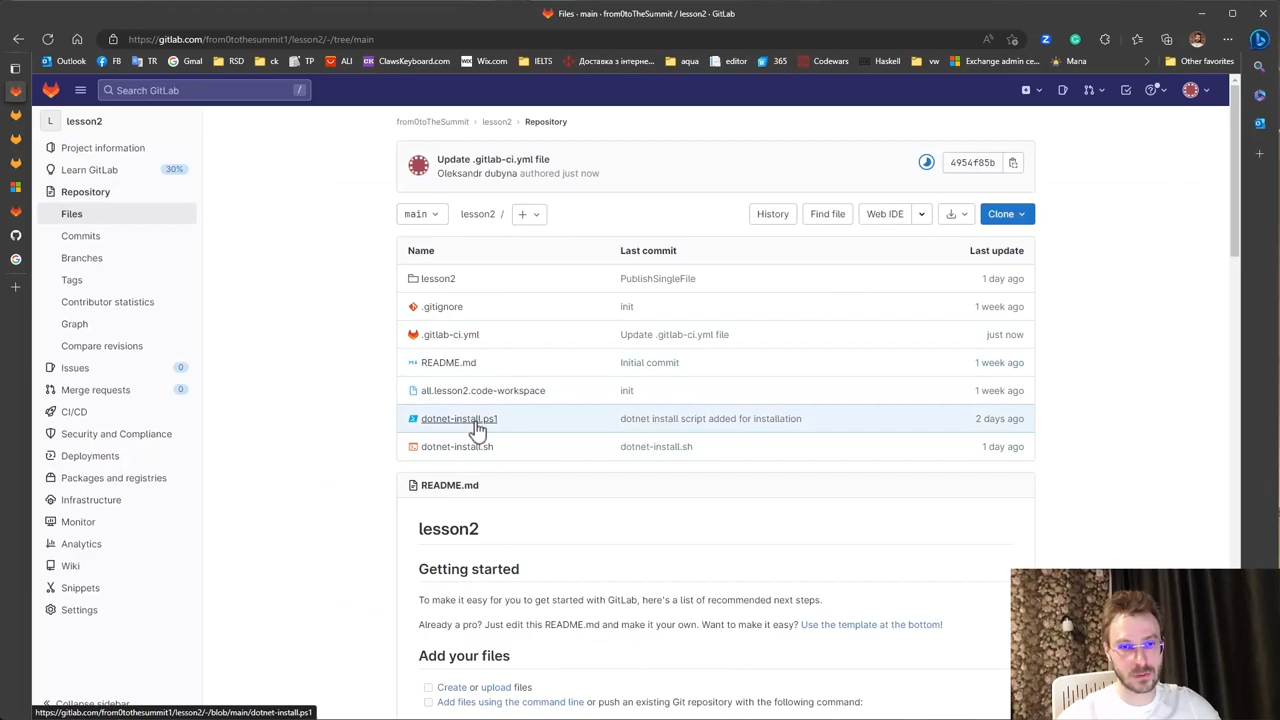 Files · main · from0toTheSummit / lesson2 · GitLab
https://gitlab.com/from0tothesummit1/lesson2/-/tree/main
Outlook FB TR Gmail RSD ck TP ALI ClawsKeyboard.com Wix.com IELTS Доставка з інтерне... aqua editor 365 Codewars Hussian vw Exchange admin ce... Mana Other favorites
Search GitLab /
L lesson2
Project information
Learn GitLab 30%
Repository
Files
Commits
Branches
Tags
Contributor statistics
Graph
Compare revisions
Issues 0
Merge requests 0
CI/CD
Security and Compliance
Deployments
Packages and registries
Infrastructure
Monitor
Analytics
Wiki
Snippets
Settings
Collapse sidebar
https://gitlab.com/from0tothesummit1/lesson2/-/blob/main/dotnet-install.ps1
from0toTheSummit › lesson2 › Repository
Update .gitlab-ci.yml file
Oleksandr dubyna authored just now
4954f85b
main lesson2 / +
History Find file Web IDE Clone
Name Last commit Last update
lesson2 PublishSingleFile 1 day ago
.gitignore init 1 week ago
.gitlab-ci.yml Update .gitlab-ci.yml file just now
README.md Initial commit 1 week ago
all.lesson2.code-workspace init 1 week ago
dotnet-install.ps1 dotnet install script added for installation 2 days ago
dotnet-install.sh dotnet-install.sh 1 day ago
README.md
lesson2
Getting started
To make it easy for you to get started with GitLab, here's a list of recommended next steps.
Already a pro? Just edit this README.md and make it your own. Want to make it easy? Use the template at the bottom!
Add your files
Create or upload files
Add files using the command line or push an existing Git repository with the following command: